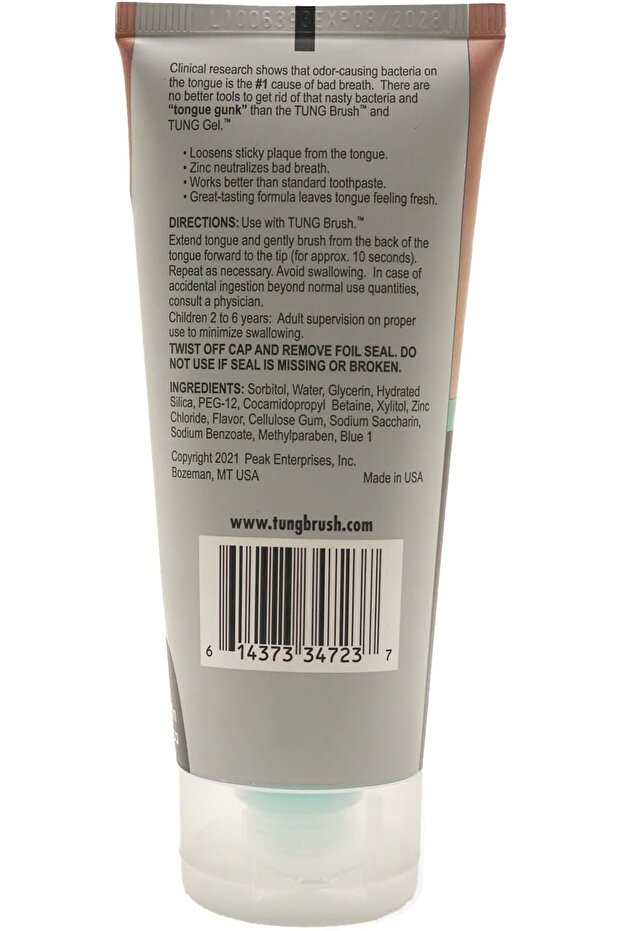 EXP08/2028
Clinical research shows that odor-causing bacteria on
the tongue is the #1 cause of bad breath. There are
no better tools to get rid of that nasty bacteria and
“tongue gunk” than the TUNG Brush™ and
TUNG Gel.™
• Loosens sticky plaque from the tongue.
• Zinc neutralizes bad breath.
• Works better than standard toothpaste.
• Great-tasting formula leaves tongue feeling fresh.
DIRECTIONS: Use with TUNG Brush.™
Extend tongue and gently brush from the back of the
tongue forward to the tip (for approx. 10 seconds).
Repeat as necessary. Avoid swallowing. In case of
accidental ingestion beyond normal use quantities,
consult a physician.
Children 2 to 6 years: Adult supervision on proper
use to minimize swallowing.
TWIST OFF CAP AND REMOVE FOIL SEAL. DO
NOT USE IF SEAL IS MISSING OR BROKEN.
INGREDIENTS: Sorbitol, Water, Glycerin, Hydrated
Silica, PEG-12, Cocamidopropyl Betaine, Xylitol, Zinc
Chloride, Flavor, Cellulose Gum, Sodium Saccharin,
Sodium Benzoate, Methylparaben, Blue 1
Copyright 2021 Peak Enterprises, Inc.
Bozeman, MT USA Made in USA
www.tungbrush.com
6 14373 34723 7